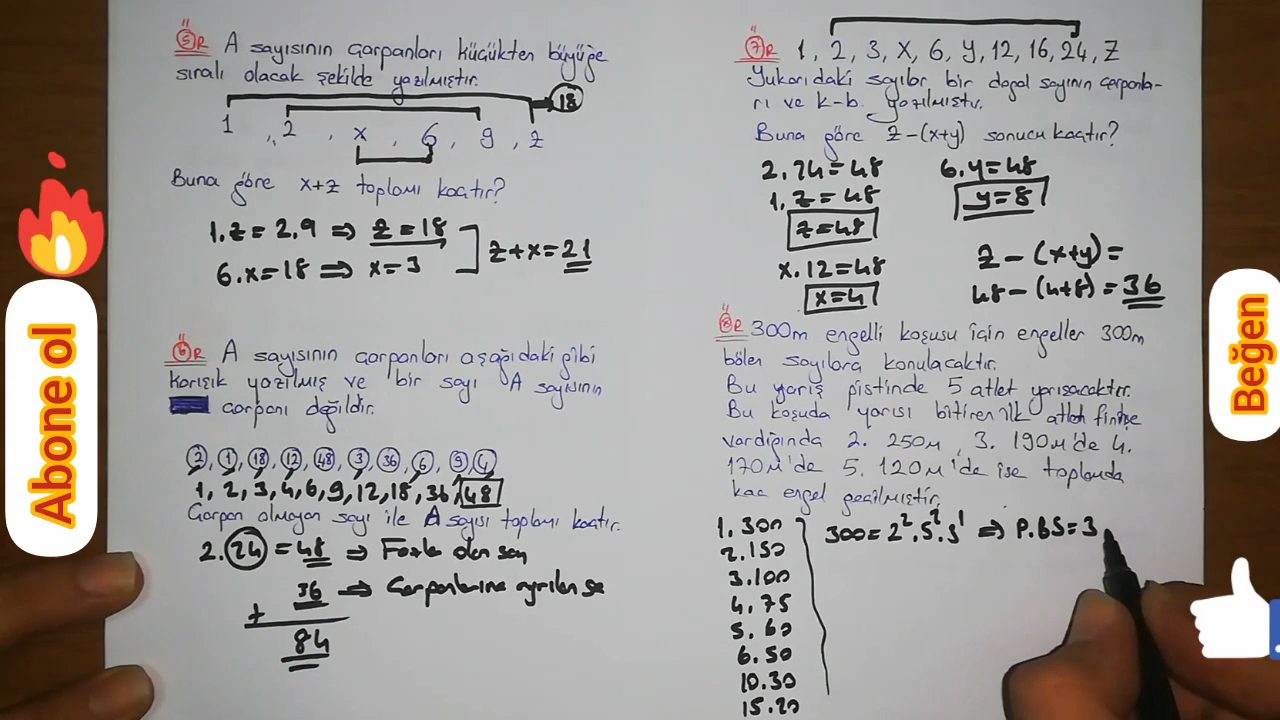 Abone ol
Beğen
5R A sayısının çarpanları küçükten büyüğe
sıralı olacak şekilde yazılmıştır.
18
1, 2, x, 6, 9, z
Buna göre x+z toplamı kaçtır?
1.z = 2.9 ⇒ z = 18
6.x = 18 ⇒ x = 3
z + x = 21
6R A sayısının çarpanları aşağıdaki gibi
karışık yazılmış ve bir sayı A sayısının
çarpanı değildir.
2, 1, 18, 12, 48, 3, 36, 6, 9, 4
1, 2, 3, 4, 6, 9, 12, 18, 36, 48
Çarpan olmayan sayı ile A sayısı toplamı kaçtır.
2.24 = 48 ⇒ Fazla olan sayı
36 ⇒ Çarpanlarına ayrılan sa
+
84
7R 1, 2, 3, x, 6, y, 12, 16, 24, z
Yukarıdaki sayılar bir doğal sayının çarpanla-
rı ve k-b yazılmıştır.
Buna göre z-(x+y) sonucu kaçtır?
2.24=48
1.z=48
z=48
x.12=48
x=4
6.y=48
y=8
z - (x+y) =
48 - (4+8) = 36
8R 300m engelli koşusu için engeller 300m
bölen sayılara konulacaktır.
Bu yarış pistinde 5 atlet yarışacaktır.
Bu koşuda yarışı bitiren ilk atlet finişe
vardığında 2. 250m, 3. 190m'de 4.
170m'de 5. 120m'de ise toplamda
kaç engel geçilmiştir.
1.300
2.150
3.100
4.75
5.60
6.50
10.30
15.20
300 = 2².5².3¹ ⇒ P.BS = 3